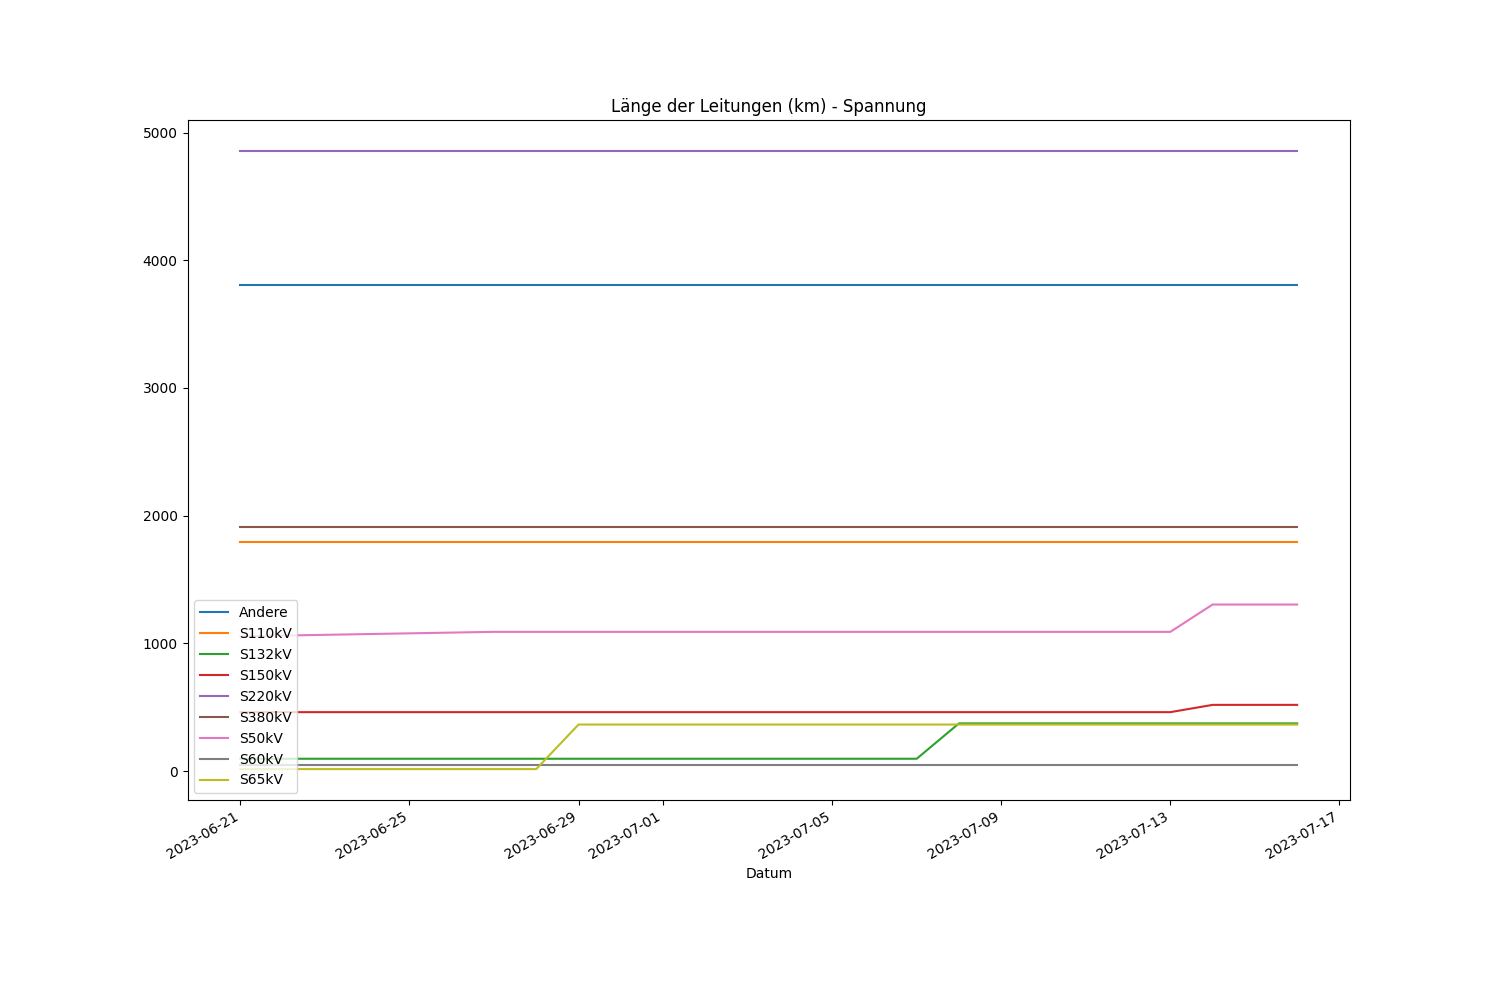 Länge der Leitungen (km) - Spannung
5000
4000
3000
2000
1000
0
Andere
S110kV
S132kV
S150kV
S220kV
S380kV
S50kV
S60kV
S65kV
2023-06-21
2023-06-25
2023-06-29
2023-07-01
2023-07-05
2023-07-09
2023-07-13
2023-07-17
Datum